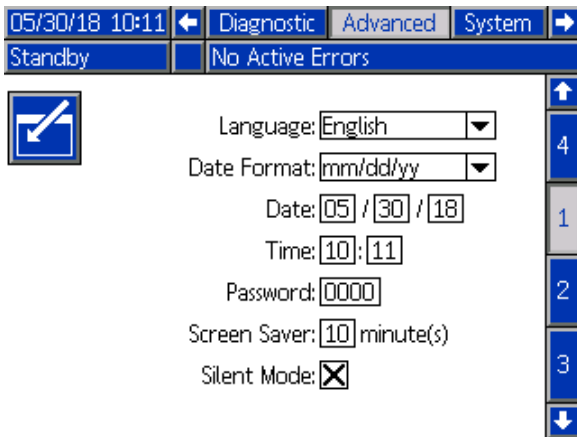 05/30/18 10:11 Diagnostic Advanced System
Standby No Active Errors
Language: English
4
Date Format: mm/dd/yy
Date: 05 / 30 / 18
1
Time: 10 : 11
Password: 0000
2
Screen Saver: 10 minute(s)
3
Silent Mode: X